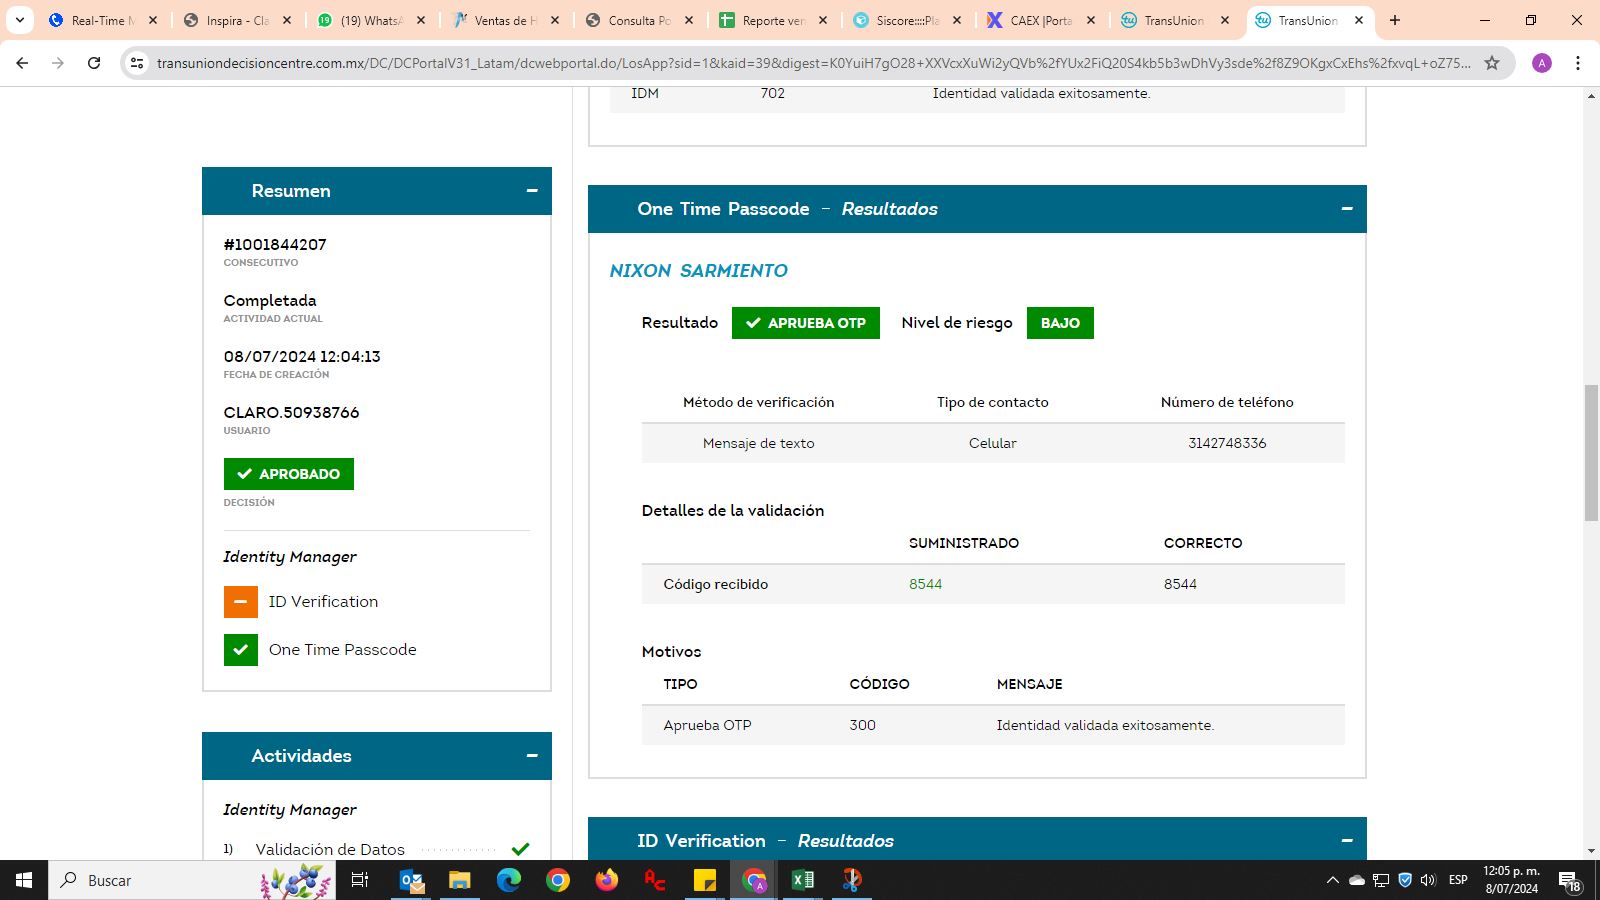 Real-Time M
Inspira - Cla
(19) WhatsA
Ventas de H
Consulta Po
Reporte ven
Siscore::::Pla
CAEX |Porta
TransUnion
TransUnion
transuniondecisioncentre.com.mx/DC/DCPortalV31_Latam/dcwebportal.do/LosApp?sid=1&kaid=39&digest=K0YuiH7gO28+XXVcxXuWi2yQVb%2fYUx2FiQ20S4kb5b3wDhVy3sde%2f8Z9OKgxCxEhs%2fxvqL+oZ75...
A
IDM 702 Identidad validada exitosamente.
Resumen
#1001844207
CONSECUTIVO
Completada
ACTIVIDAD ACTUAL
08/07/2024 12:04:13
FECHA DE CREACIÓN
CLARO.50938766
USUARIO
APROBADO
DECISIÓN
Identity Manager
ID Verification
One Time Passcode
Actividades
Identity Manager
1) Validación de Datos
One Time Passcode – Resultados
NIXON SARMIENTO
Resultado APRUEBA OTP Nivel de riesgo BAJO
Método de verificación Tipo de contacto Número de teléfono
Mensaje de texto Celular 3142748336
Detalles de la validación
SUMINISTRADO CORRECTO
Código recibido 8544 8544
Motivos
TIPO CÓDIGO MENSAJE
Aprueba OTP 300 Identidad validada exitosamente.
ID Verification – Resultados
Buscar
ESP
12:05 p. m.
8/07/2024
18